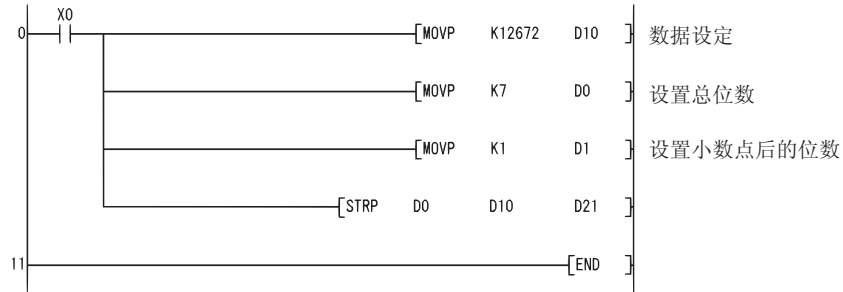 X0
0 MOVP K12672 D10 数据设定
MOVP K7 D0 设置总位数
MOVP K1 D1 设置小数点后的位数
STRP D0 D10 D21
11 END